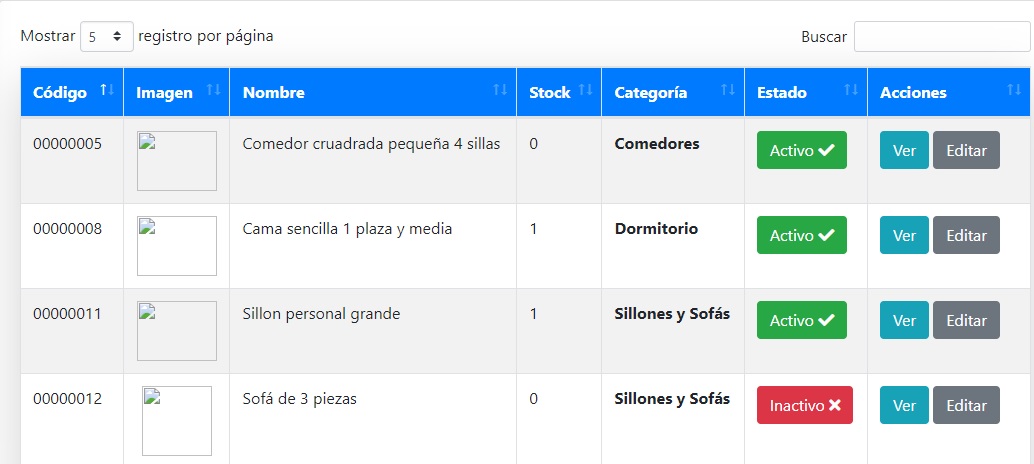 Mostrar 5 registro por página
Buscar
Código Imagen Nombre Stock Categoría Estado Acciones
00000005 Comedor cruadrada pequeña 4 sillas 0 Comedores Activo Ver Editar
00000008 Cama sencilla 1 plaza y media 1 Dormitorio Activo Ver Editar
00000011 Sillon personal grande 1 Sillones y Sofás Activo Ver Editar
00000012 Sofá de 3 piezas 0 Sillones y Sofás Inactivo Ver Editar